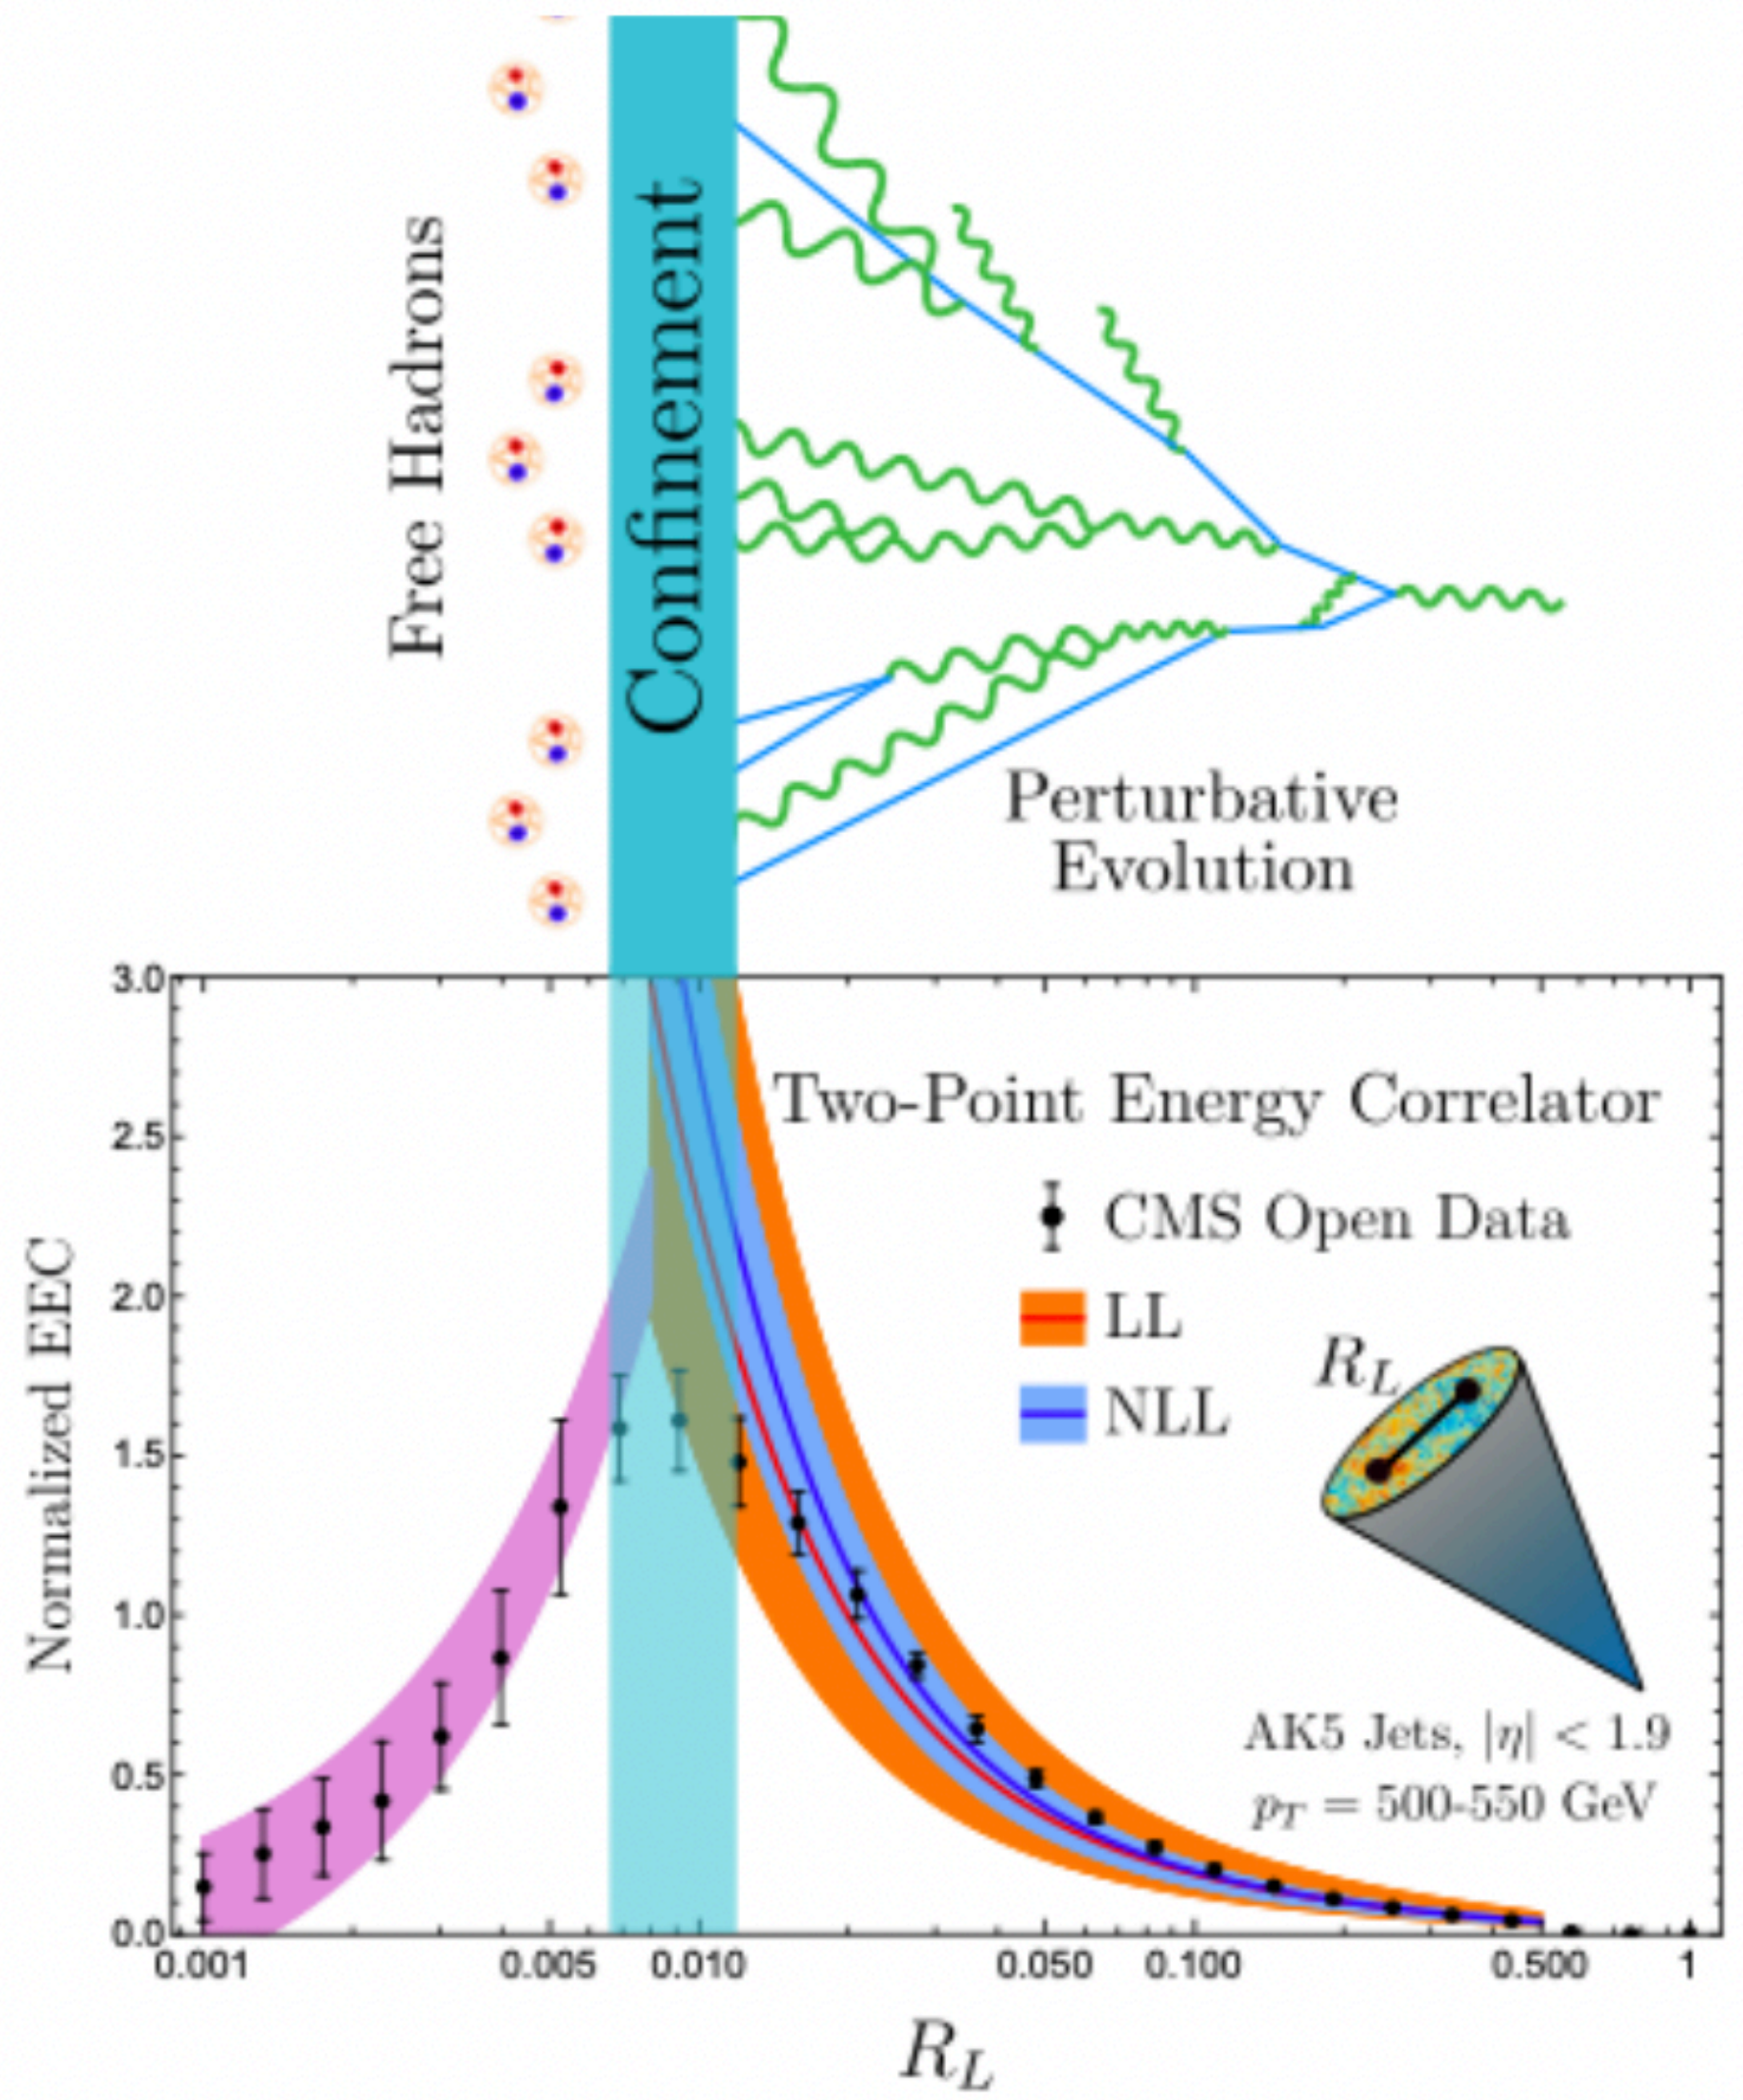 Free Hadrons
Confinement
Perturbative
Evolution
3.0
2.5
2.0
1.5
1.0
0.5
0.0
Normalized EEC
Two-Point Energy Correlator
CMS Open Data
LL
NLL
R_L
AK5 Jets, |η| < 1.9
p_T = 500-550 GeV
0.001 0.005 0.010 0.050 0.100 0.500 1
R_L